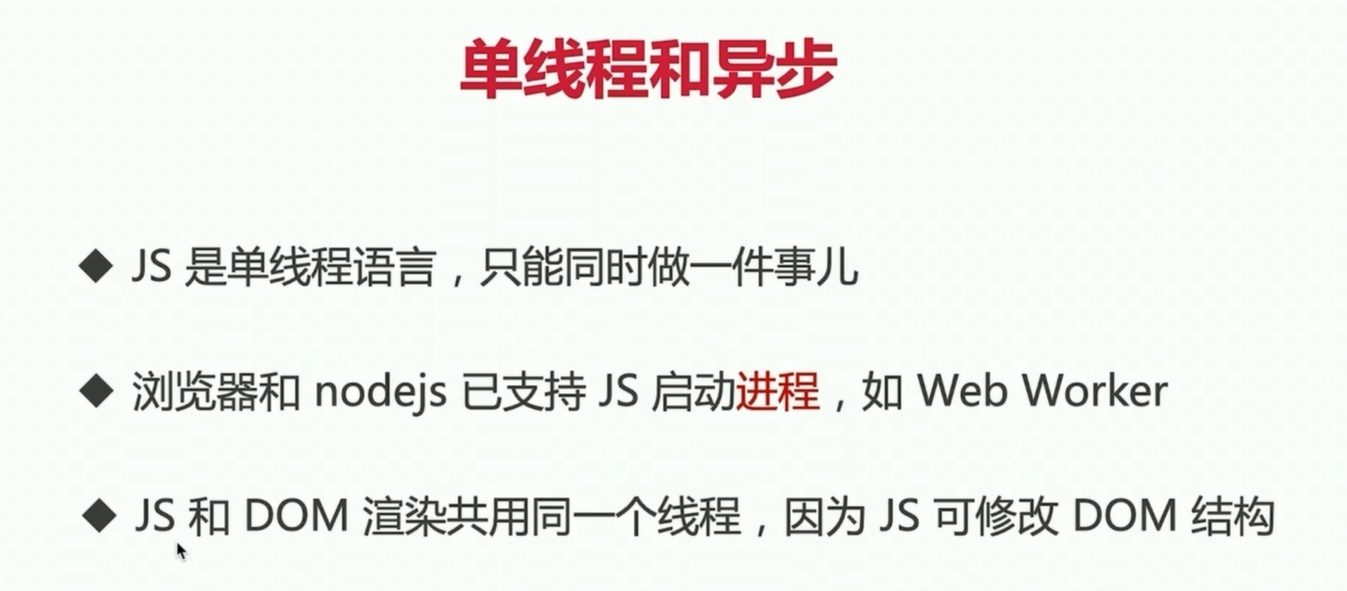 单线程和异步
◆ JS 是单线程语言，只能同时做一件事儿
◆ 浏览器和 nodejs 已支持 JS 启动进程，如 Web Worker
◆ JS 和 DOM 渲染共用同一个线程，因为 JS 可修改 DOM 结构